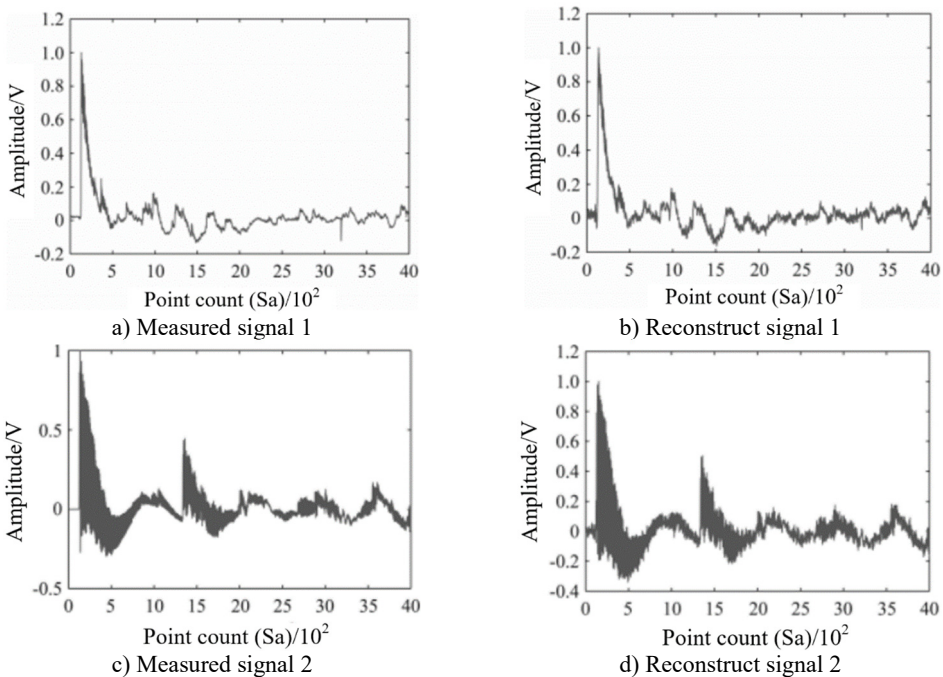 1.2
1.0
0.8
0.6
0.4
0.2
0
-0.2
Amplitude/V
0 5 10 15 20 25 30 35 40
Point count (Sa)/10²
a) Measured signal 1
1.2
1.0
0.8
0.6
0.4
0.2
0
-0.2
Amplitude/V
0 5 10 15 20 25 30 35 40
Point count (Sa)/10²
b) Reconstruct signal 1
1
0.5
0
-0.5
Amplitude/V
0 5 10 15 20 25 30 35 40
Point count (Sa)/10²
c) Measured signal 2
1.2
1.0
0.8
0.6
0.4
0.2
0
-0.2
-0.4
Amplitude/V
0 5 10 15 20 25 30 35 40
Point count (Sa)/10²
d) Reconstruct signal 2